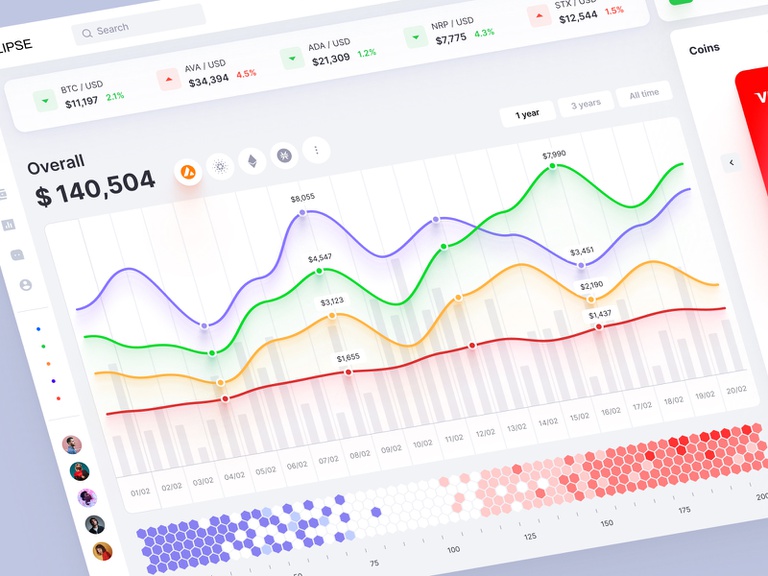 LIPSE
Search
BTC / USD
$11,197 2.1%
AVA / USD
$34,394 4.5%
ADA / USD
$21,309 1.2%
NRP / USD
$7,775 4.3%
STX / USD
$12,544 1.5%
Coins
Overall
$ 140,504
1 year
3 years
All time
$8,055
$7,990
$4,547
$3,451
$3,123
$2,190
$1,655
$1,437
01/02 02/02 03/02 04/02 05/02 06/02 07/02 08/02 09/02 10/02 11/02 12/02 13/02 14/02 15/02 16/02 17/02 18/02 19/02 20/02
75 100 125 150 175 200